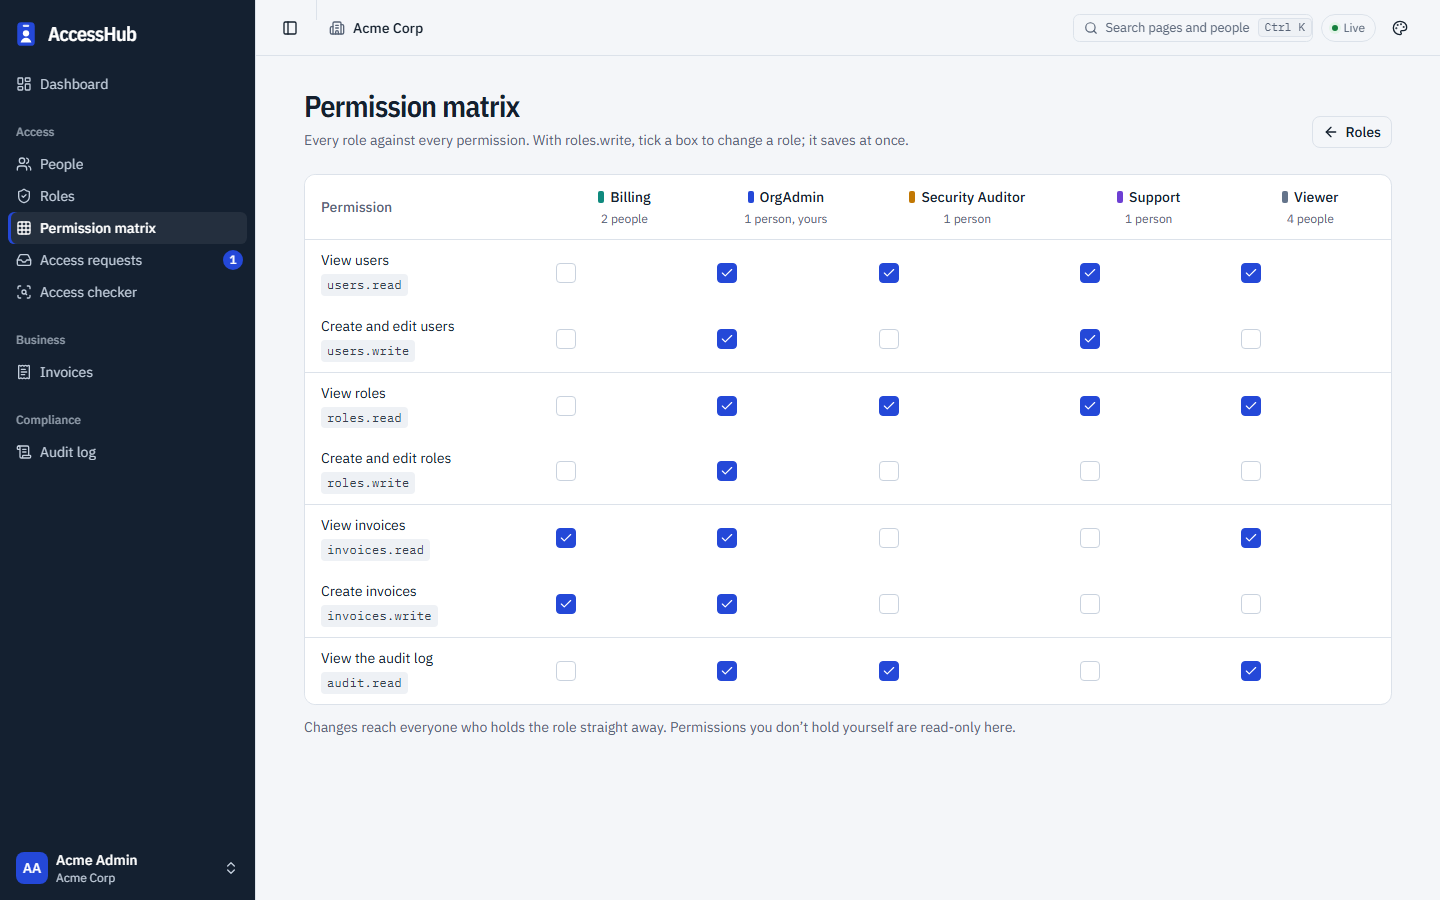 AccessHub
Dashboard
Access
People
Roles
Permission matrix
Access requests 1
Access checker
Business
Invoices
Compliance
Audit log
AA Acme Admin
Acme Corp
Acme Corp
Search pages and people Ctrl K
Live
Permission matrix
Every role against every permission. With roles.write, tick a box to change a role; it saves at once.
Roles
Permission
Billing
2 people
OrgAdmin
1 person, yours
Security Auditor
1 person
Support
1 person
Viewer
4 people
View users
users.read
Create and edit users
users.write
View roles
roles.read
Create and edit roles
roles.write
View invoices
invoices.read
Create invoices
invoices.write
View the audit log
audit.read
Changes reach everyone who holds the role straight away. Permissions you don’t hold yourself are read-only here.